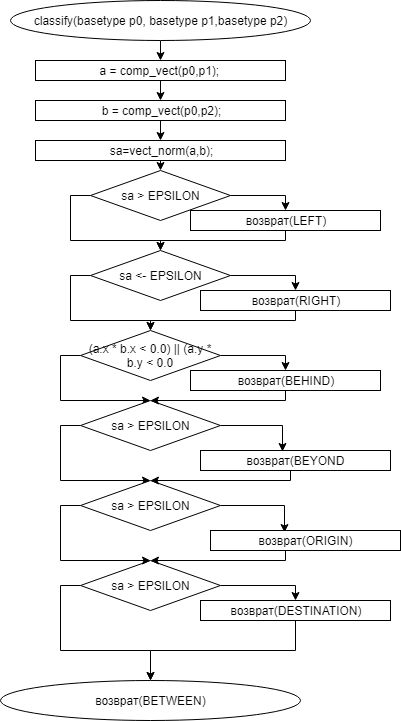 classify(basetype p0, basetype p1,basetype p2)
a = comp_vect(p0,p1);
b = comp_vect(p0,p2);
sa=vect_norm(a,b);
sa > EPSILON
возврат(LEFT)
sa <- EPSILON
возврат(RIGHT)
(a.x * b.x < 0.0) || (a.y *
b.y < 0.0
возврат(BEHIND)
sa > EPSILON
возврат(BEYOND
sa > EPSILON
возврат(ORIGIN)
sa > EPSILON
возврат(DESTINATION)
возврат(BETWEEN)